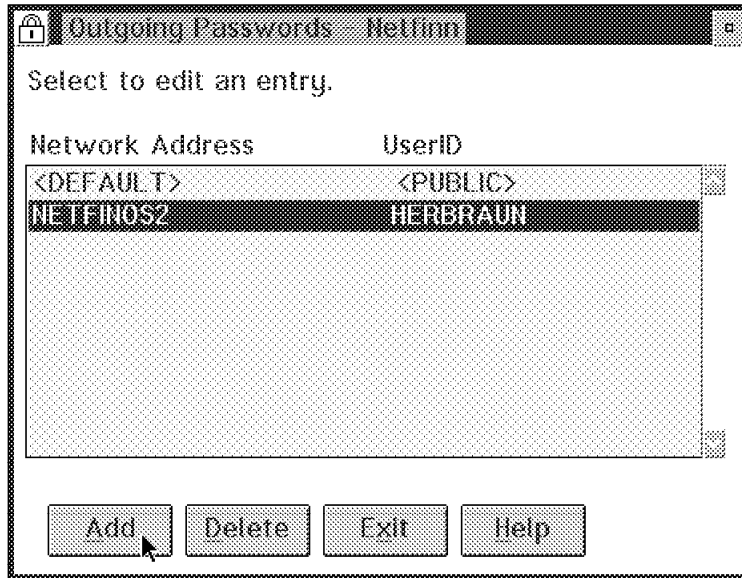 Outgoing Passwords - Netfinn
Select to edit an entry.
Network Address UserID
<DEFAULT> <PUBLIC>
NETFINOS2 HERBRAUN
Add Delete Exit Help